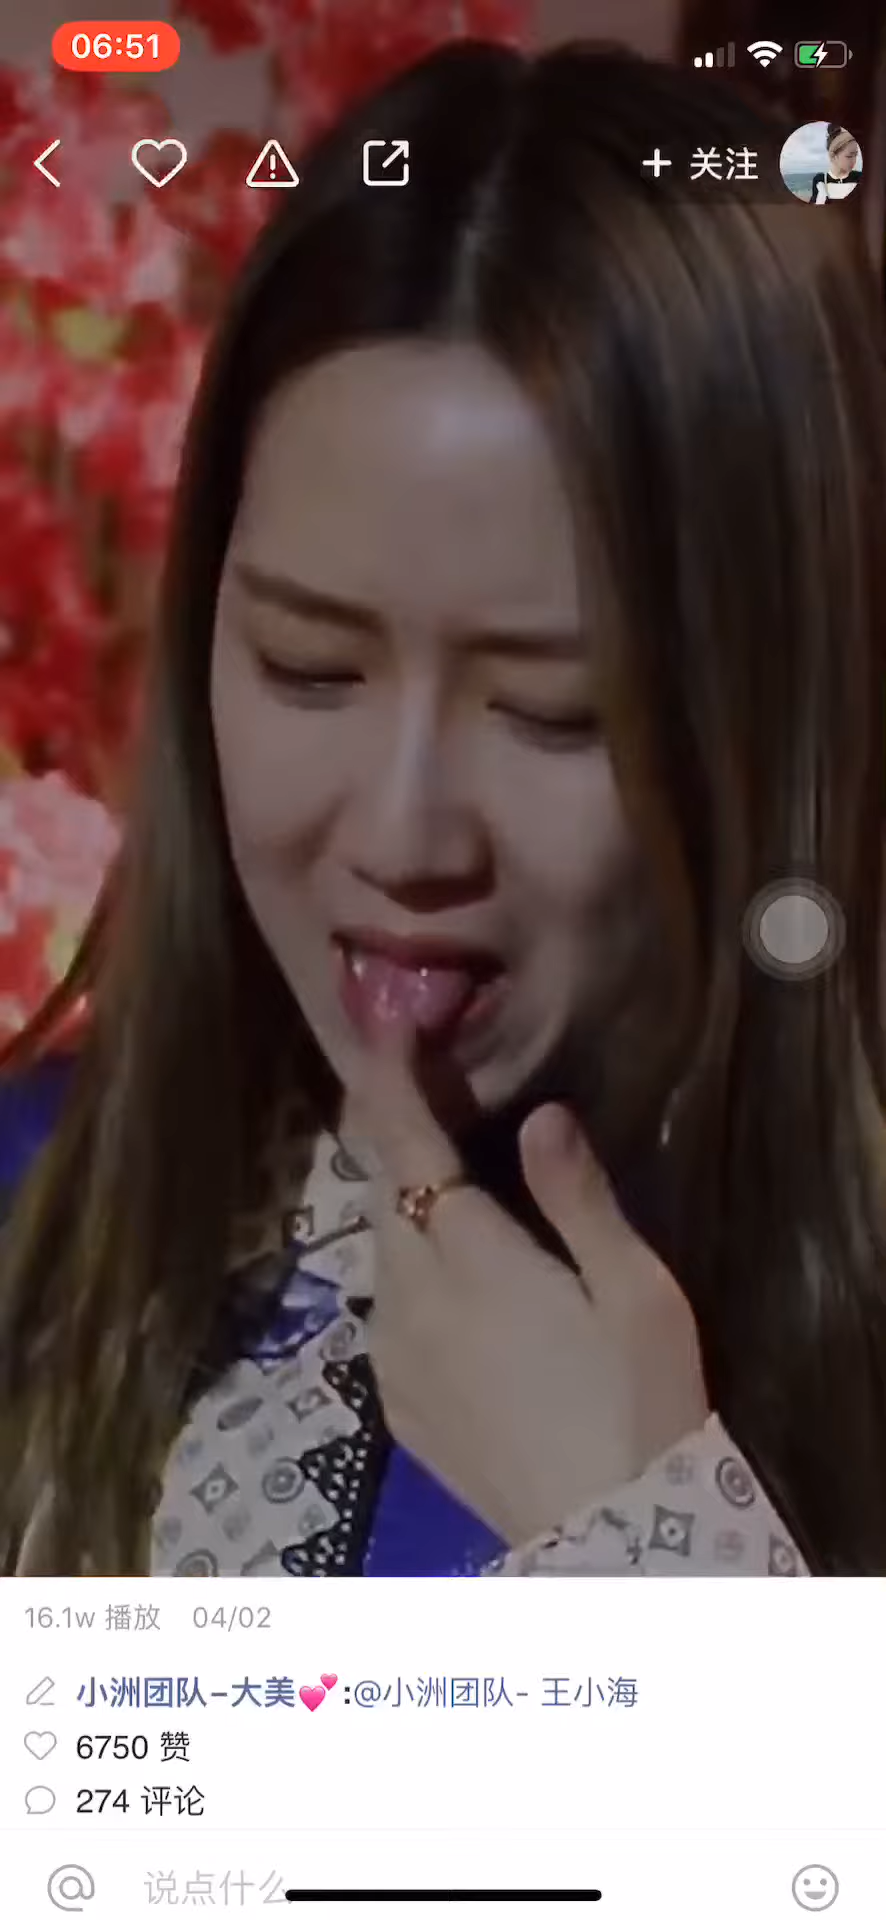 06:51
+ 关注
16.1w 播放 04/02
小洲团队-大美💕:@小洲团队- 王小海
6750 赞
274 评论
@ 说点什么